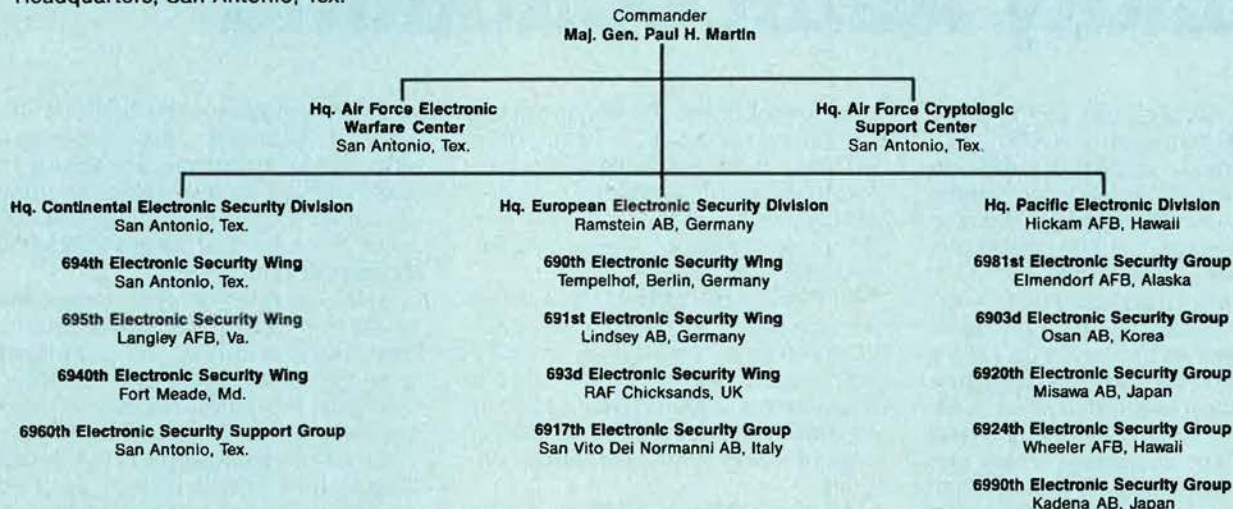 Headquarters, San Antonio, Tex.
Commander
Maj. Gen. Paul H. Martin
Hq. Air Force Electronic
Warfare Center
San Antonio, Tex.
Hq. Air Force Cryptologic
Support Center
San Antonio, Tex.
Hq. Continental Electronic Security Division
San Antonio, Tex.
694th Electronic Security Wing
San Antonio, Tex.
695th Electronic Security Wing
Langley AFB, Va.
6940th Electronic Security Wing
Fort Meade, Md.
6960th Electronic Security Support Group
San Antonio, Tex.
Hq. European Electronic Security Division
Ramstein AB, Germany
690th Electronic Security Wing
Tempelhof, Berlin, Germany
691st Electronic Security Wing
Lindsey AB, Germany
693d Electronic Security Wing
RAF Chicksands, UK
6917th Electronic Security Group
San Vito Dei Normanni AB, Italy
Hq. Pacific Electronic Division
Hickam AFB, Hawaii
6981st Electronic Security Group
Elmendorf AFB, Alaska
6903d Electronic Security Group
Osan AB, Korea
6920th Electronic Security Group
Misawa AB, Japan
6924th Electronic Security Group
Wheeler AFB, Hawaii
6990th Electronic Security Group
Kadena AB, Japan